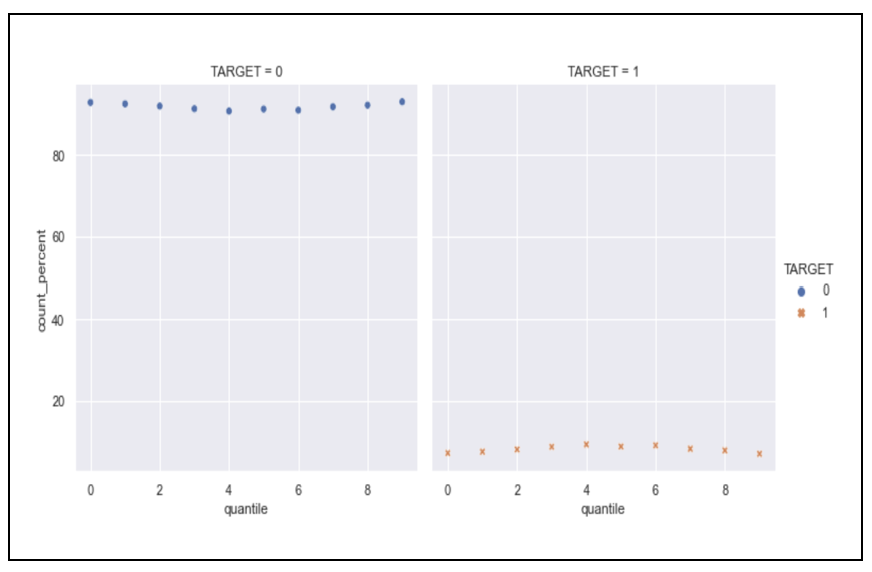 TARGET = 0
TARGET = 1
80
60
40
20
count_percent
0 2 4 6 8
0 2 4 6 8
quantile
quantile
TARGET
0
1